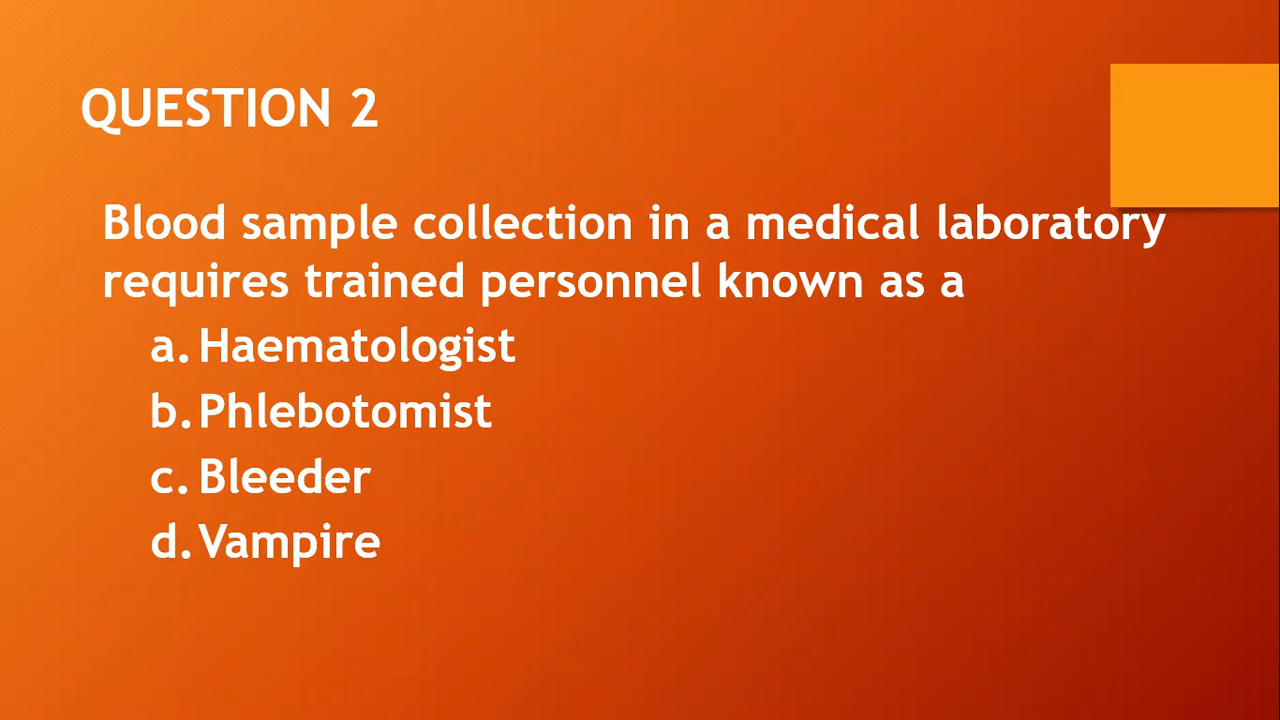 QUESTION 2
Blood sample collection in a medical laboratory
requires trained personnel known as a
a. Haematologist
b. Phlebotomist
c. Bleeder
d. Vampire